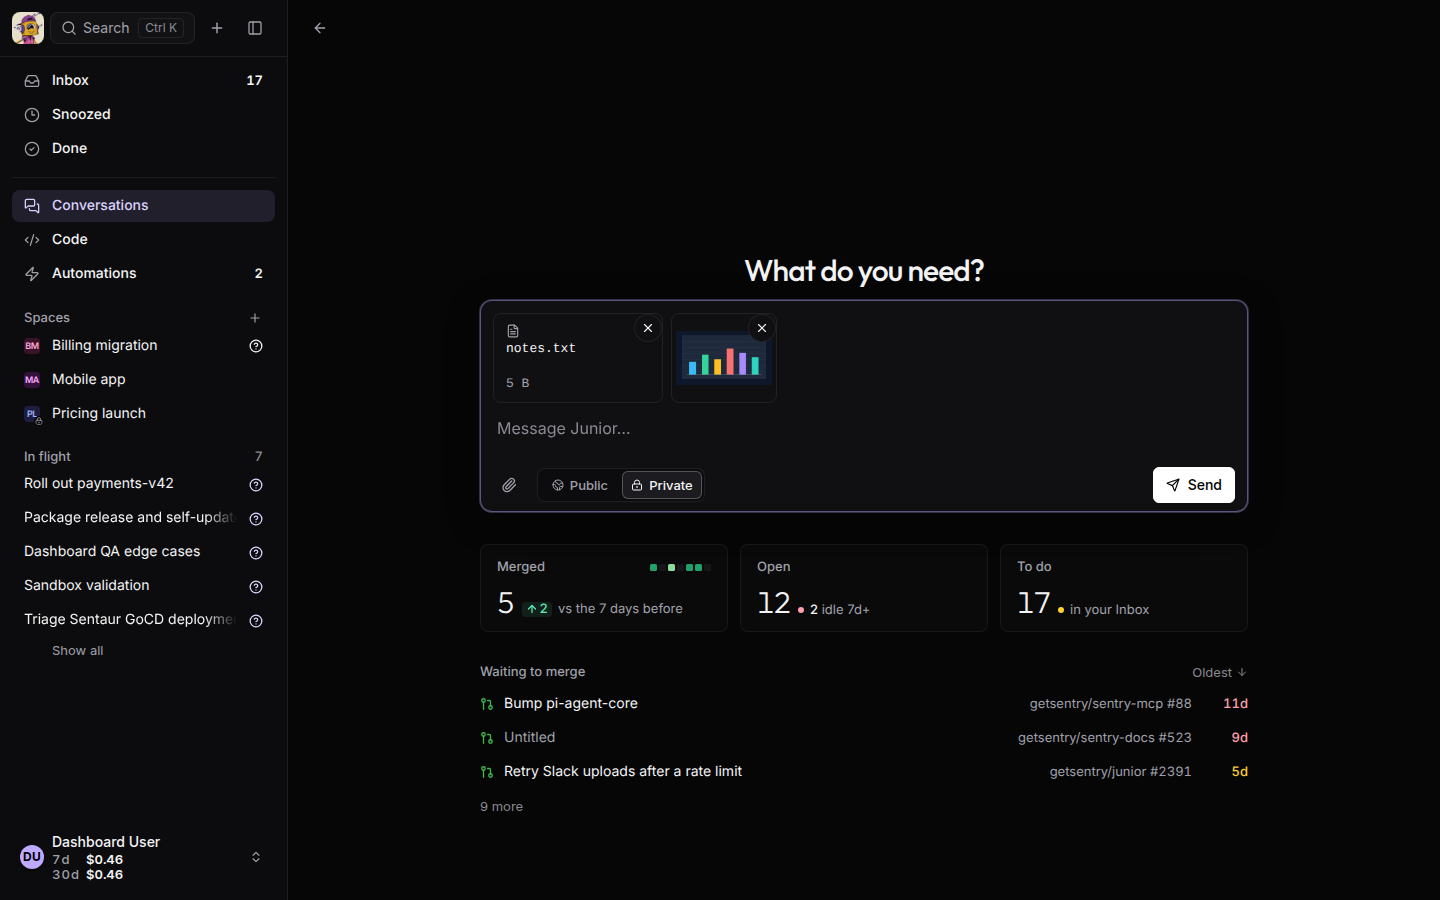 Search Ctrl K
Inbox 17
Snoozed
Done
Conversations
Code
Automations 2
Spaces
BM Billing migration
MA Mobile app
PL Pricing launch
In flight 7
Roll out payments-v42
Package release and self-updat
Dashboard QA edge cases
Sandbox validation
Triage Sentaur GoCD deployme
Show all
DU Dashboard User
7d $0.46
30d $0.46
What do you need?
notes.txt
5 B
Message Junior...
Public Private Send
Merged
5 2 vs the 7 days before
Open
12 2 idle 7d+
To do
17 in your Inbox
Waiting to merge Oldest
Bump pi-agent-core getsentry/sentry-mcp #88 11d
Untitled getsentry/sentry-docs #523 9d
Retry Slack uploads after a rate limit getsentry/junior #2391 5d
9 more